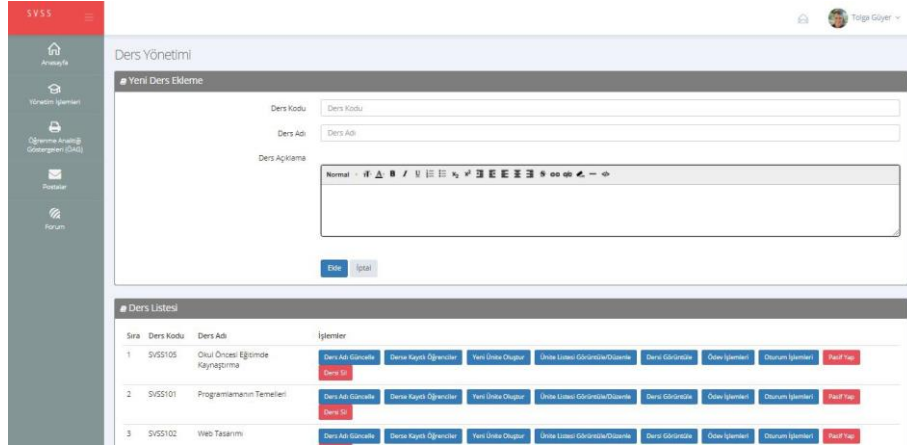 SVSS
Tolga Güyer
Anasayfa
Yönetim İşlemleri
Öğrenme Analitiği
Göstergeleri (ÖAG)
Postalar
Forum
Ders Yönetimi
Yeni Ders Ekleme
Ders Kodu Ders Kodu
Ders Adı Ders Adı
Ders Açıklama
Normal
Ekle İptal
Ders Listesi
Sıra Ders Kodu Ders Adı İşlemler
1 SVSS105 Okul Öncesi Eğitimde
Kaynaştırma
Ders Adı Güncelle Derse Kayıtlı Öğrenciler Yeni Ünite Oluştur Ünite Listesi Görüntüle/Düzenle Dersi Görüntüle Ödev İşlemleri Oturum İşlemleri Pasif Yap
Dersi Sil
2 SVSS101 Programlamanın Temelleri
Ders Adı Güncelle Derse Kayıtlı Öğrenciler Yeni Ünite Oluştur Ünite Listesi Görüntüle/Düzenle Dersi Görüntüle Ödev İşlemleri Oturum İşlemleri Pasif Yap
Dersi Sil
3 SVSS102 Web Tasarımı
Ders Adı Güncelle Derse Kayıtlı Öğrenciler Yeni Ünite Oluştur Ünite Listesi Görüntüle/Düzenle Dersi Görüntüle Ödev İşlemleri Oturum İşlemleri Pasif Yap